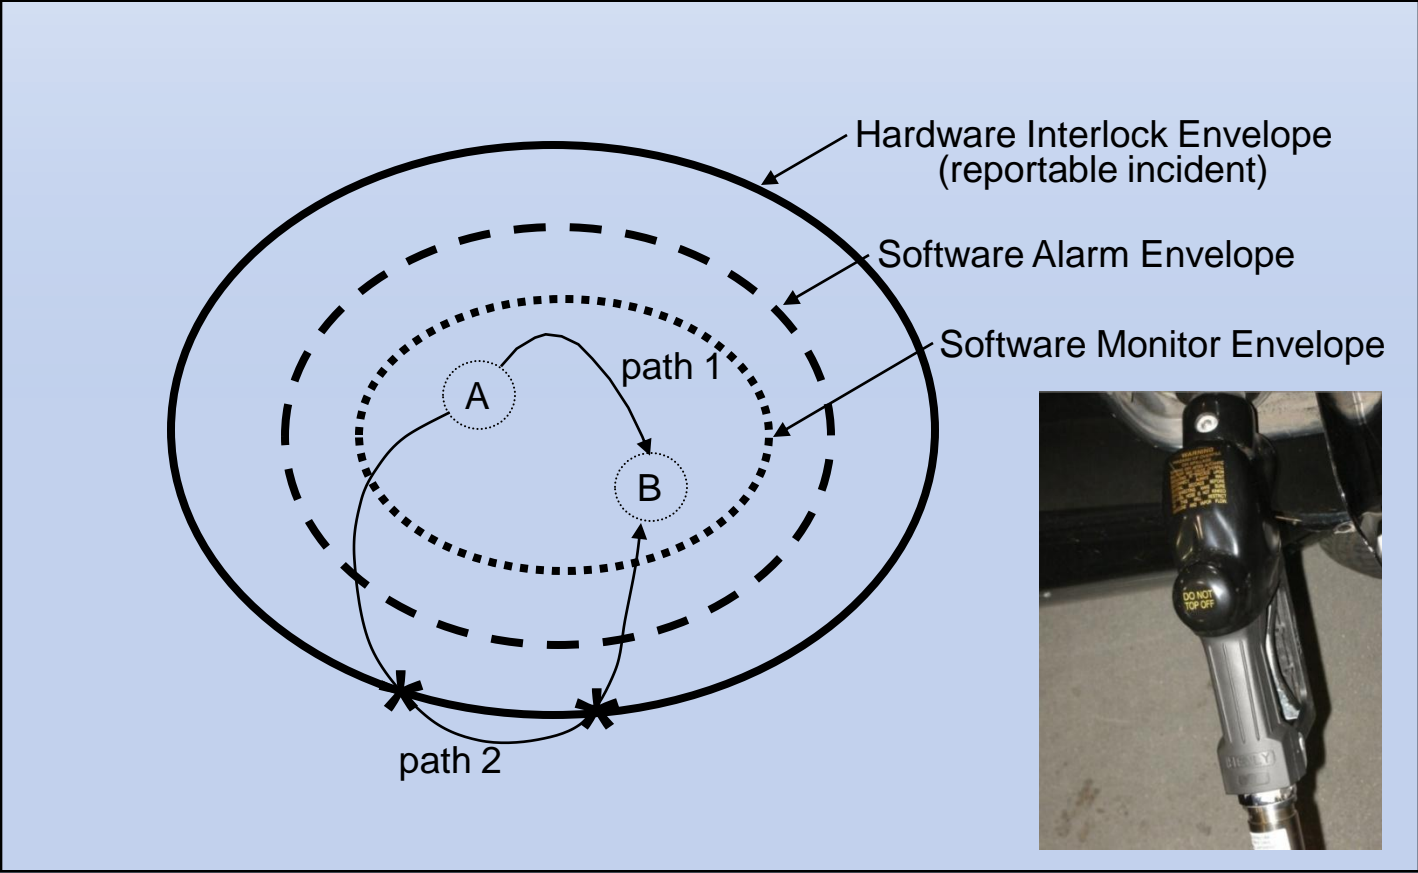 Hardware Interlock Envelope
(reportable incident)
Software Alarm Envelope
Software Monitor Envelope
path 1
A
B
*
*
path 2
WARNING
DO NOT
TOP OFF